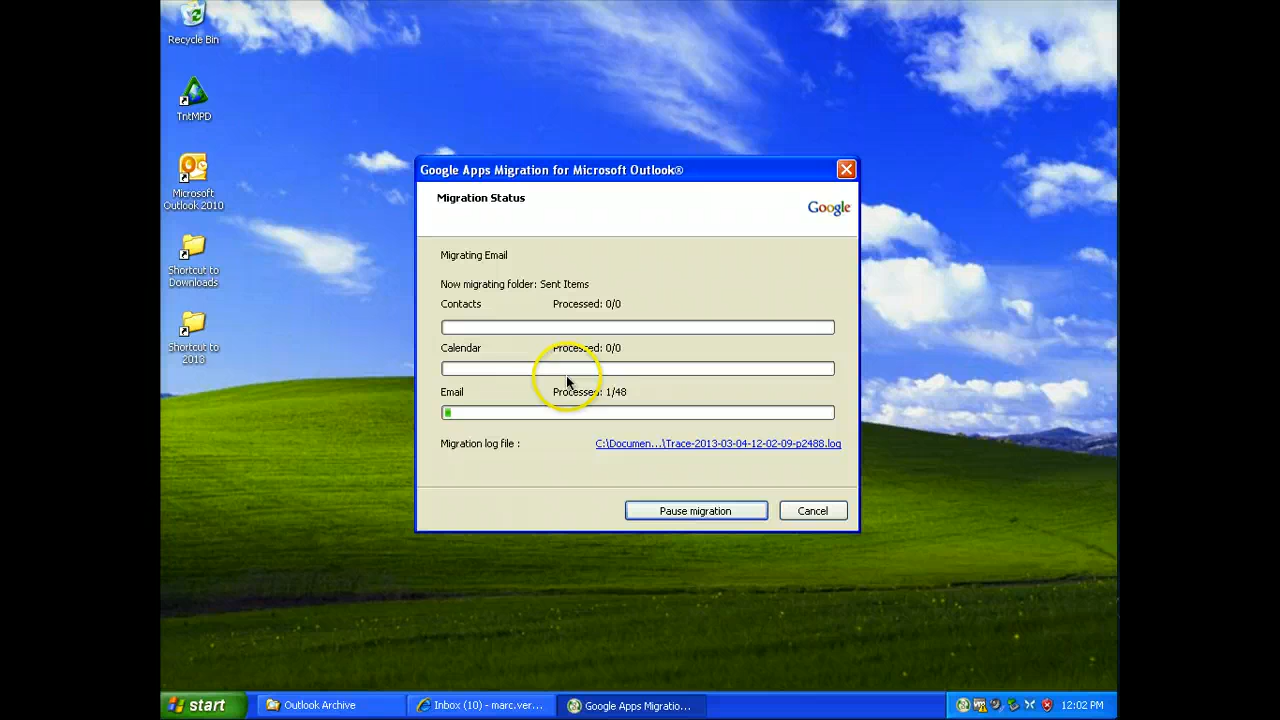 Recycle Bin
TntMPD
Microsoft
Outlook 2010
Shortcut to
Downloads
Shortcut to
2013
Google Apps Migration for Microsoft Outlook®
Migration Status
Google
Migrating Email
Now migrating folder: Sent Items
Contacts Processed: 0/0
Calendar Processed: 0/0
Email Processed: 1/48
Migration log file : C:\Documen...\Trace-2013-03-04-12-02-09-p2488.log
Pause migration Cancel
start Outlook Archive Inbox (10) - marc.ver... Google Apps Migratio... 12:02 PM